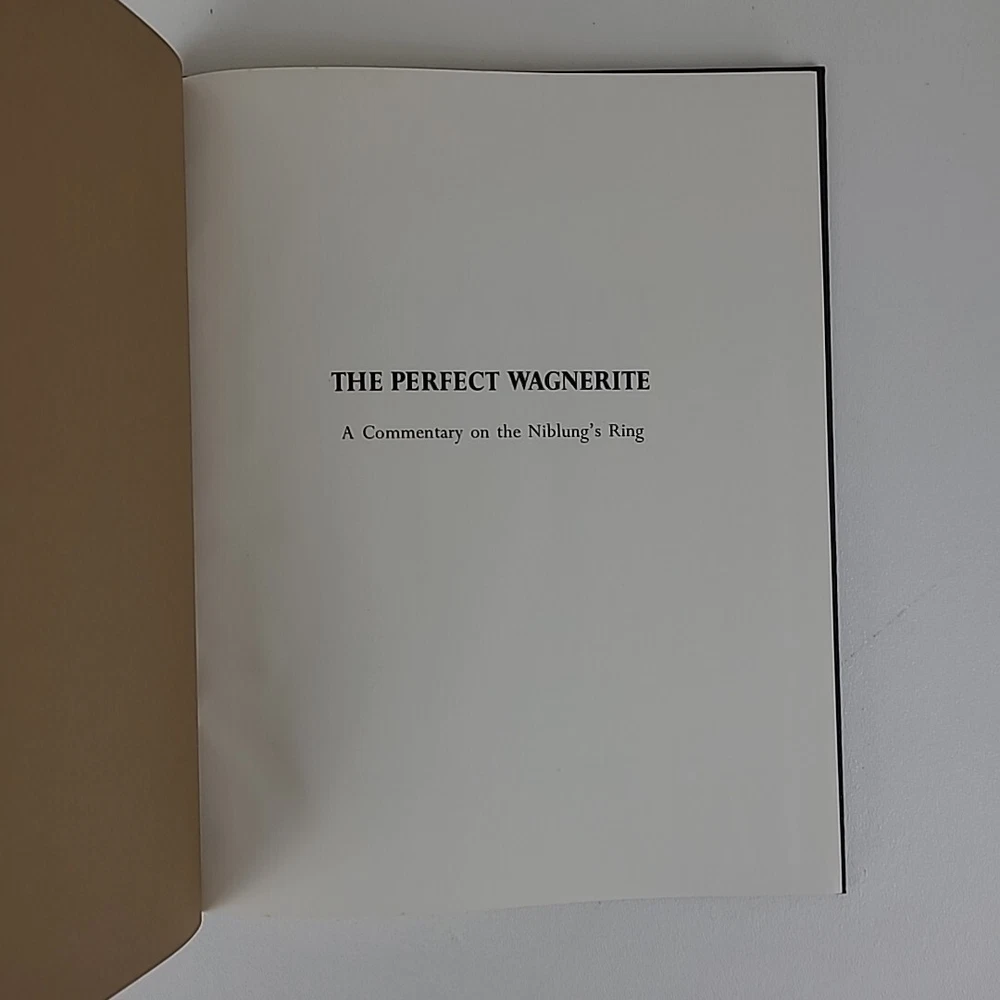 THE PERFECT WAGNERITE
A Commentary on the Niblung's Ring